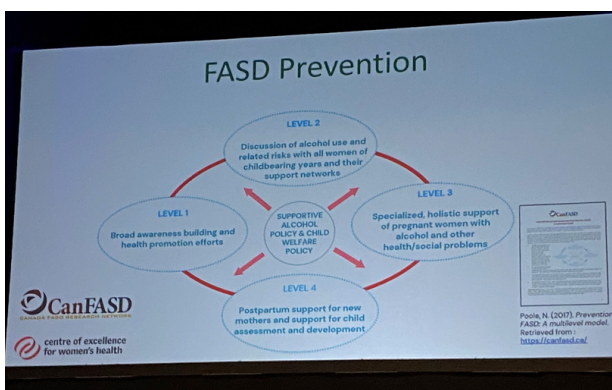 FASD Prevention
LEVEL 2
Discussion of alcohol use and
related risks with all women of
childbearing years and their
support networks
LEVEL 1
Broad awareness building and
health promotion efforts
SUPPORTIVE
ALCOHOL
POLICY & CHILD
WELFARE
POLICY
LEVEL 3
Specialized, holistic support
of pregnant women with
alcohol and other
health/social problems
LEVEL 4
Postpartum support for new
mothers and support for child
assessment and development
CanFASD
CANADA FASD RESEARCH NETWORK
centre of excellence
for women's health
CanFASD
Poole, N. (2017). Prevention
FASD: A multilevel model.
Retrieved from :
https://canfasd.ca/